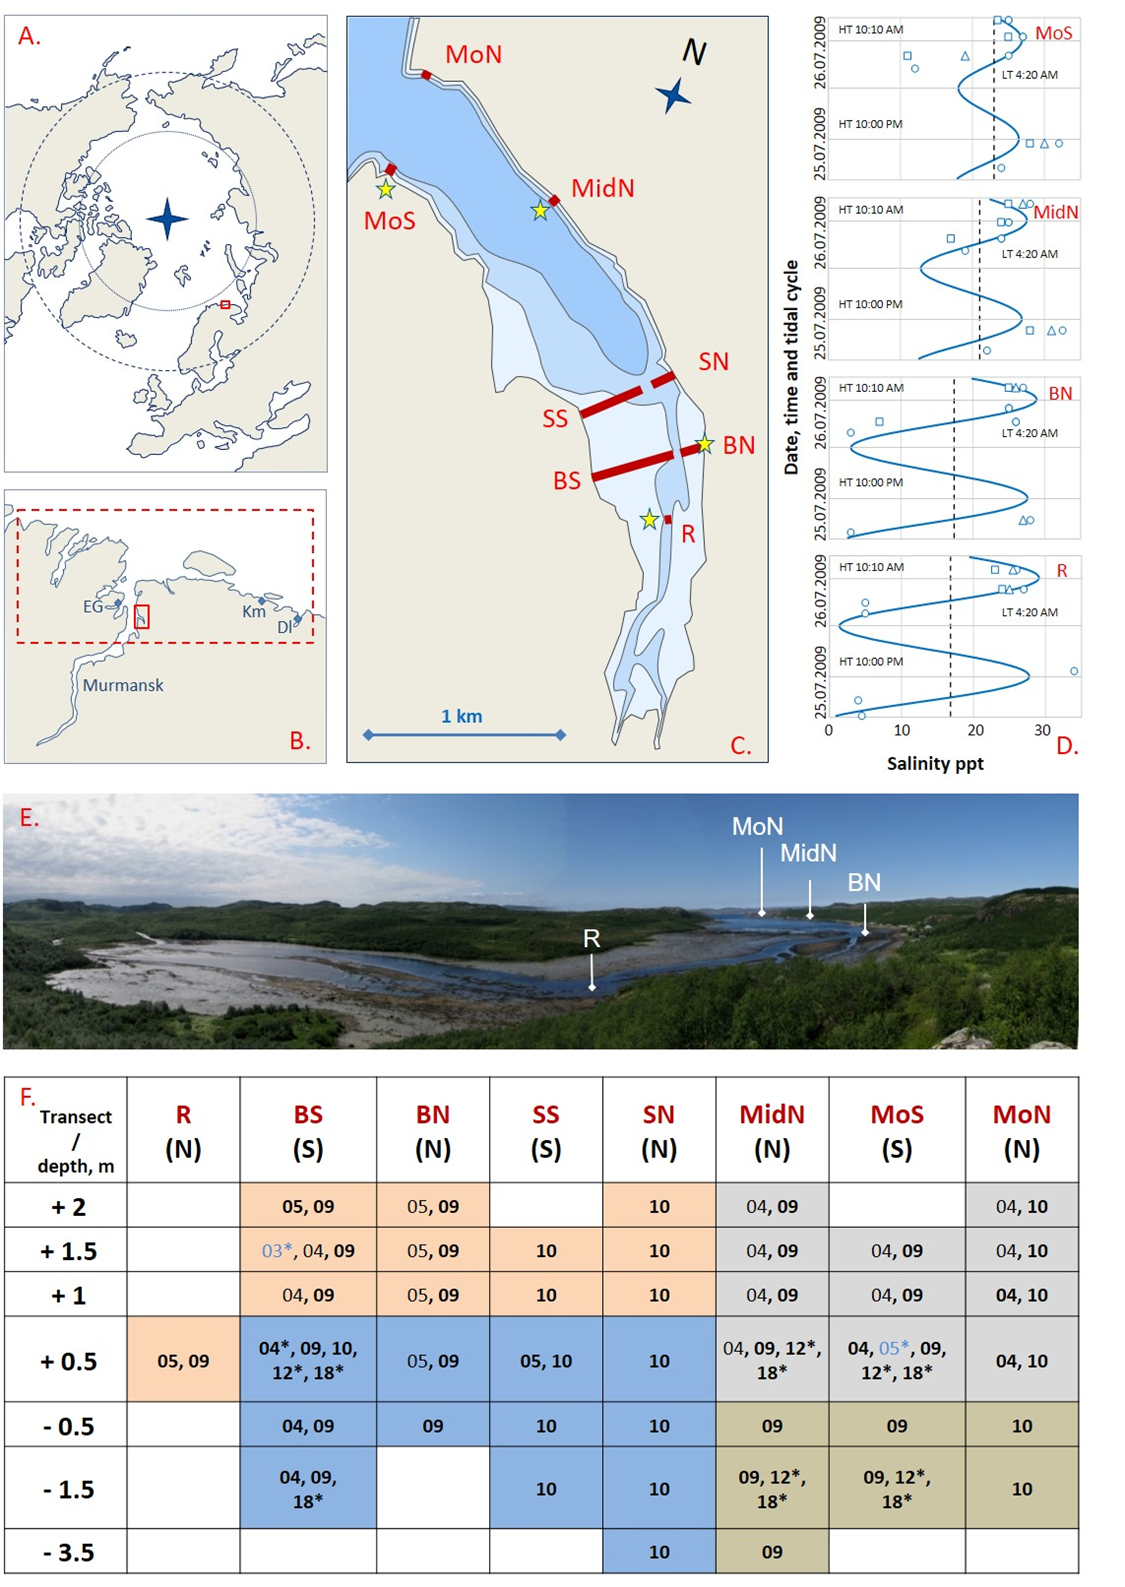 A.
EG
Km
Dl
Murmansk
B.
MoN
N
MoS
MidN
SN
SS
BN
BS
R
1 km
C.
Date, time and tidal cycle
26.07.2009
25.07.2009
HT 10:10 AM
MoS
LT 4:20 AM
HT 10:00 PM
26.07.2009
25.07.2009
HT 10:10 AM
MidN
LT 4:20 AM
HT 10:00 PM
26.07.2009
25.07.2009
HT 10:10 AM
BN
LT 4:20 AM
HT 10:00 PM
26.07.2009
25.07.2009
HT 10:10 AM
R
LT 4:20 AM
HT 10:00 PM
0 10 20 30
D.
Salinity ppt
E.
MoN
MidN
BN
R
F.
Transect / depth, m R (N) BS (S) BN (N) SS (S) SN (N) MidN (N) MoS (S) MoN (N)
+ 2 05, 09 05, 09 10 04, 09 04, 10
+ 1.5 03*, 04, 09 05, 09 10 10 04, 09 04, 09 04, 10
+ 1 04, 09 05, 09 10 10 04, 09 04, 09 04, 10
+ 0.5 05, 09 04*, 09, 10, 12*, 18* 05, 09 05, 10 10 04, 09, 12*, 18* 04, 05*, 09, 12*, 18* 04, 10
- 0.5 04, 09 09 10 10 09 09 10
- 1.5 04, 09, 18* 10 10 09, 12*, 18* 09, 12*, 18* 10
- 3.5 10 09